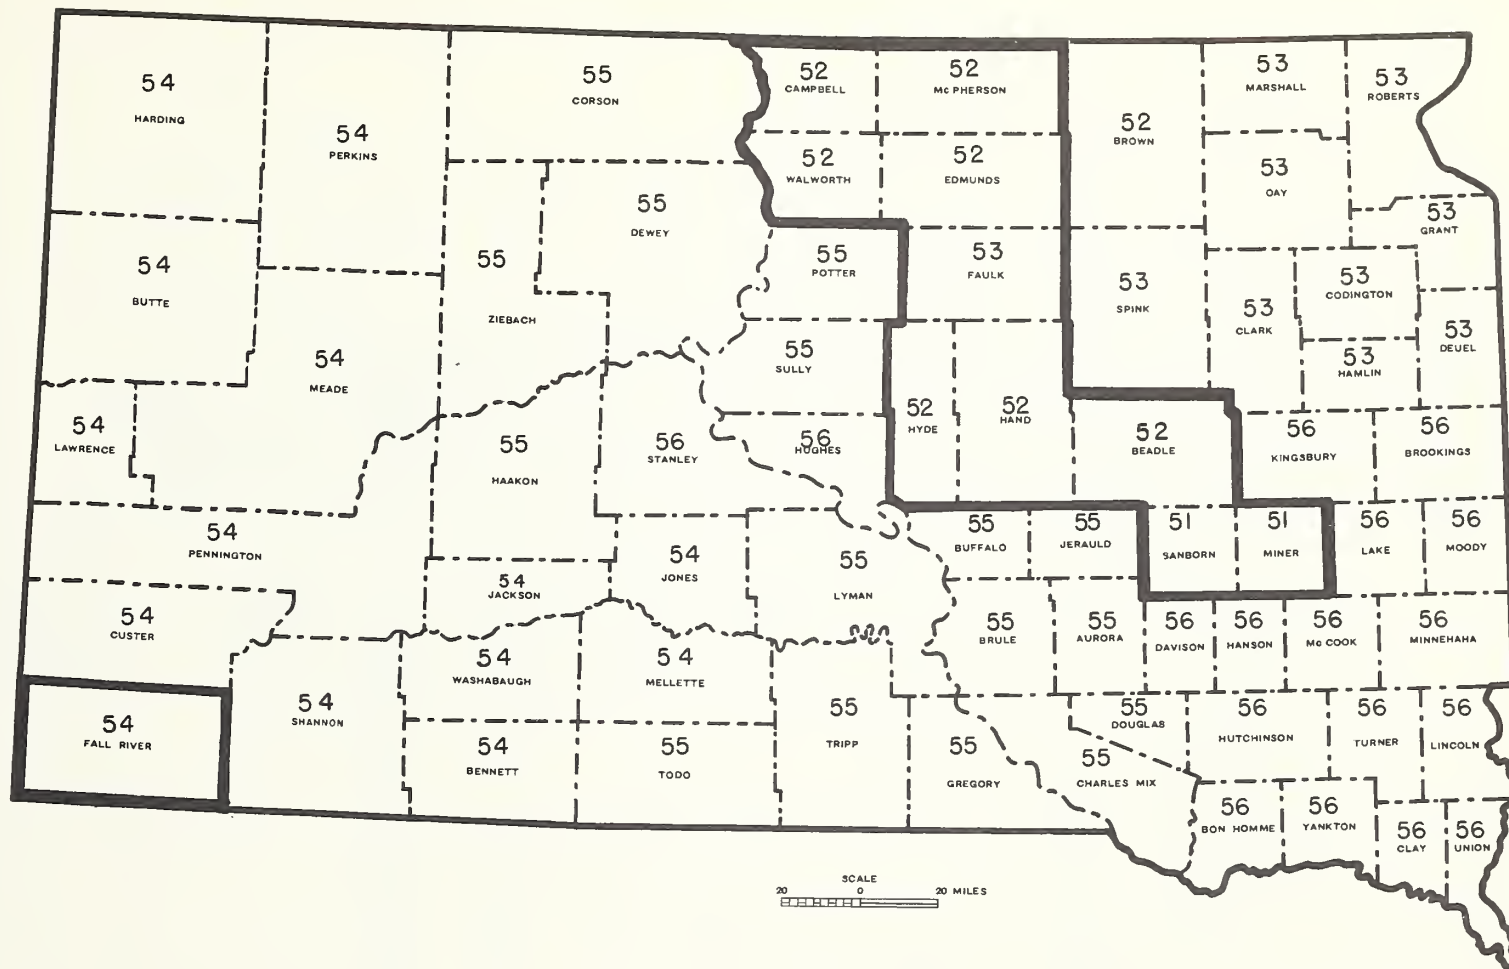 54
HARDING
54
PERKINS
55
CORSON
52
CAMPBELL
52
Mc PHERSON
52
BROWN
53
MARSHALL
53
ROBERTS
52
WALWORTH
52
EDMUNDS
53
OAY
53
GRANT
54
BUTTE
55
ZIEBACH
55
DEWEY
55
POTTER
53
FAULK
53
SPINK
53
CLARK
53
CODINGTON
53
HAMLIN
53
DEUEL
54
LAWRENCE
54
MEADE
55
SULLY
52
HYDE
52
HAND
52
BEADLE
56
KINGSBURY
56
BROOKINGS
55
HAAKON
56
STANLEY
56
HUGHES
54
PENNINGTON
54
JACKSON
54
JONES
55
LYMAN
55
BUFFALO
55
JERAULD
51
SANBORN
51
MINER
56
LAKE
56
MOODY
54
CUSTER
55
BRULE
55
AURORA
56
DAVISON
56
HANSON
56
Mc COOK
56
MINNEHAHA
54
FALL RIVER
54
SHANNON
54
WASHABAUGH
54
MELLETTE
54
BENNETT
55
TODO
55
TRIPP
55
GREGORY
55
DOUGLAS
55
CHARLES MIX
56
HUTCHINSON
56
TURNER
56
LINCOLN
56
BON HOMME
56
YANKTON
56
CLAY
56
UNION
SCALE
20 0 20 MILES